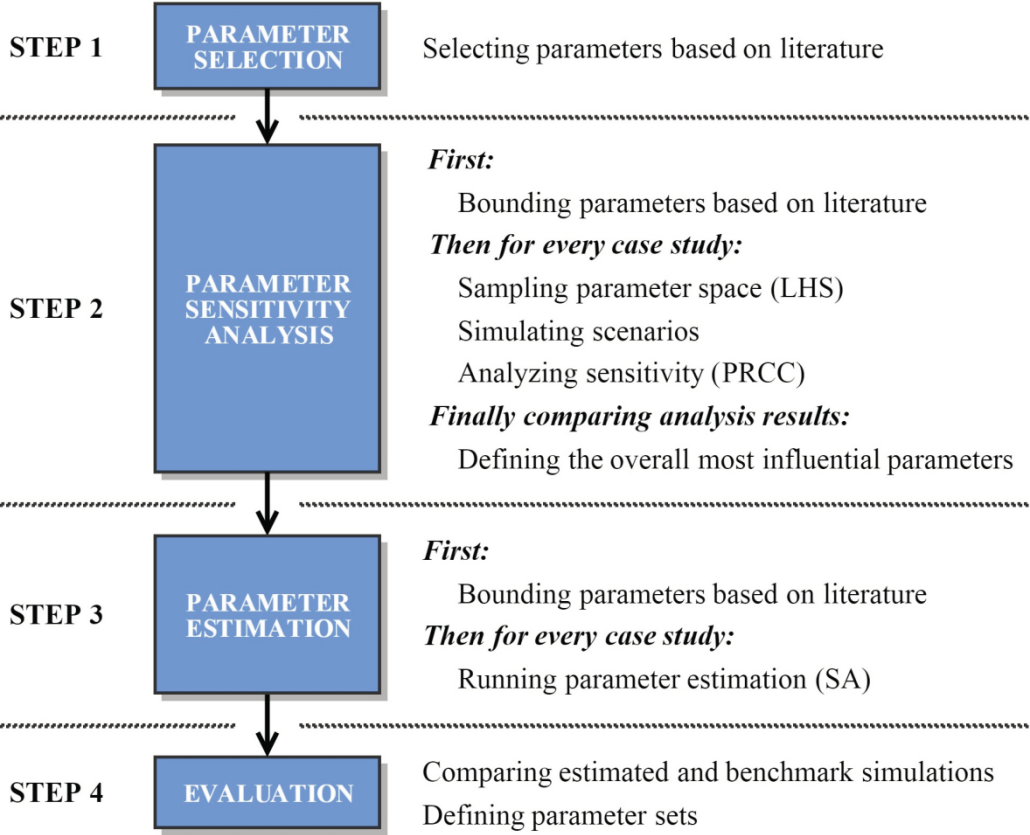 STEP 1
PARAMETER
SELECTION
Selecting parameters based on literature
STEP 2
PARAMETER
SENSITIVITY
ANALYSIS
First:
Bounding parameters based on literature
Then for every case study:
Sampling parameter space (LHS)
Simulating scenarios
Analyzing sensitivity (PRCC)
Finally comparing analysis results:
Defining the overall most influential parameters
STEP 3
PARAMETER
ESTIMATION
First:
Bounding parameters based on literature
Then for every case study:
Running parameter estimation (SA)
STEP 4
EVALUATION
Comparing estimated and benchmark simulations
Defining parameter sets